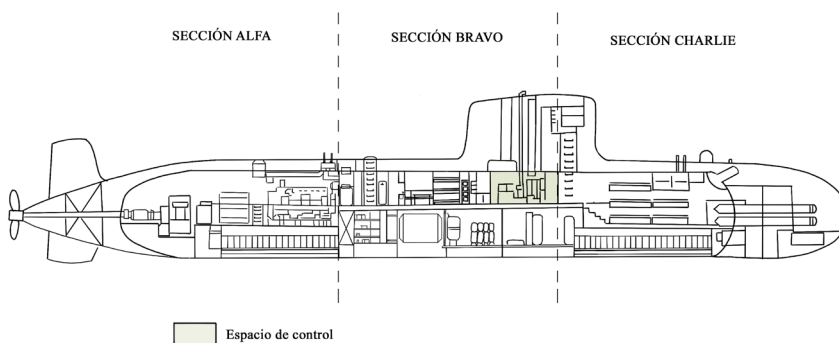 SECCIÓN ALFA
SECCIÓN BRAVO
SECCIÓN CHARLIE
Espacio de control